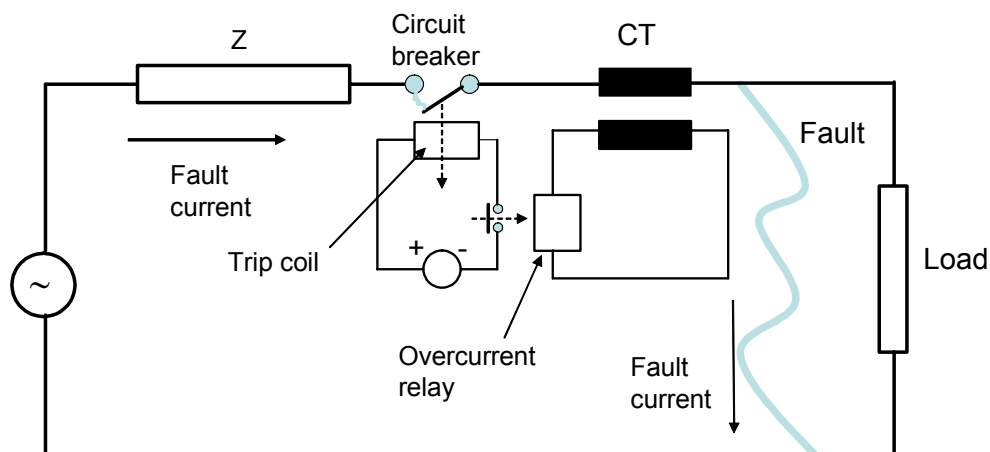 Z
Circuit
breaker
CT
Fault
current
Fault
Trip coil
+ -
~
Load
Overcurrent
relay
Fault
current